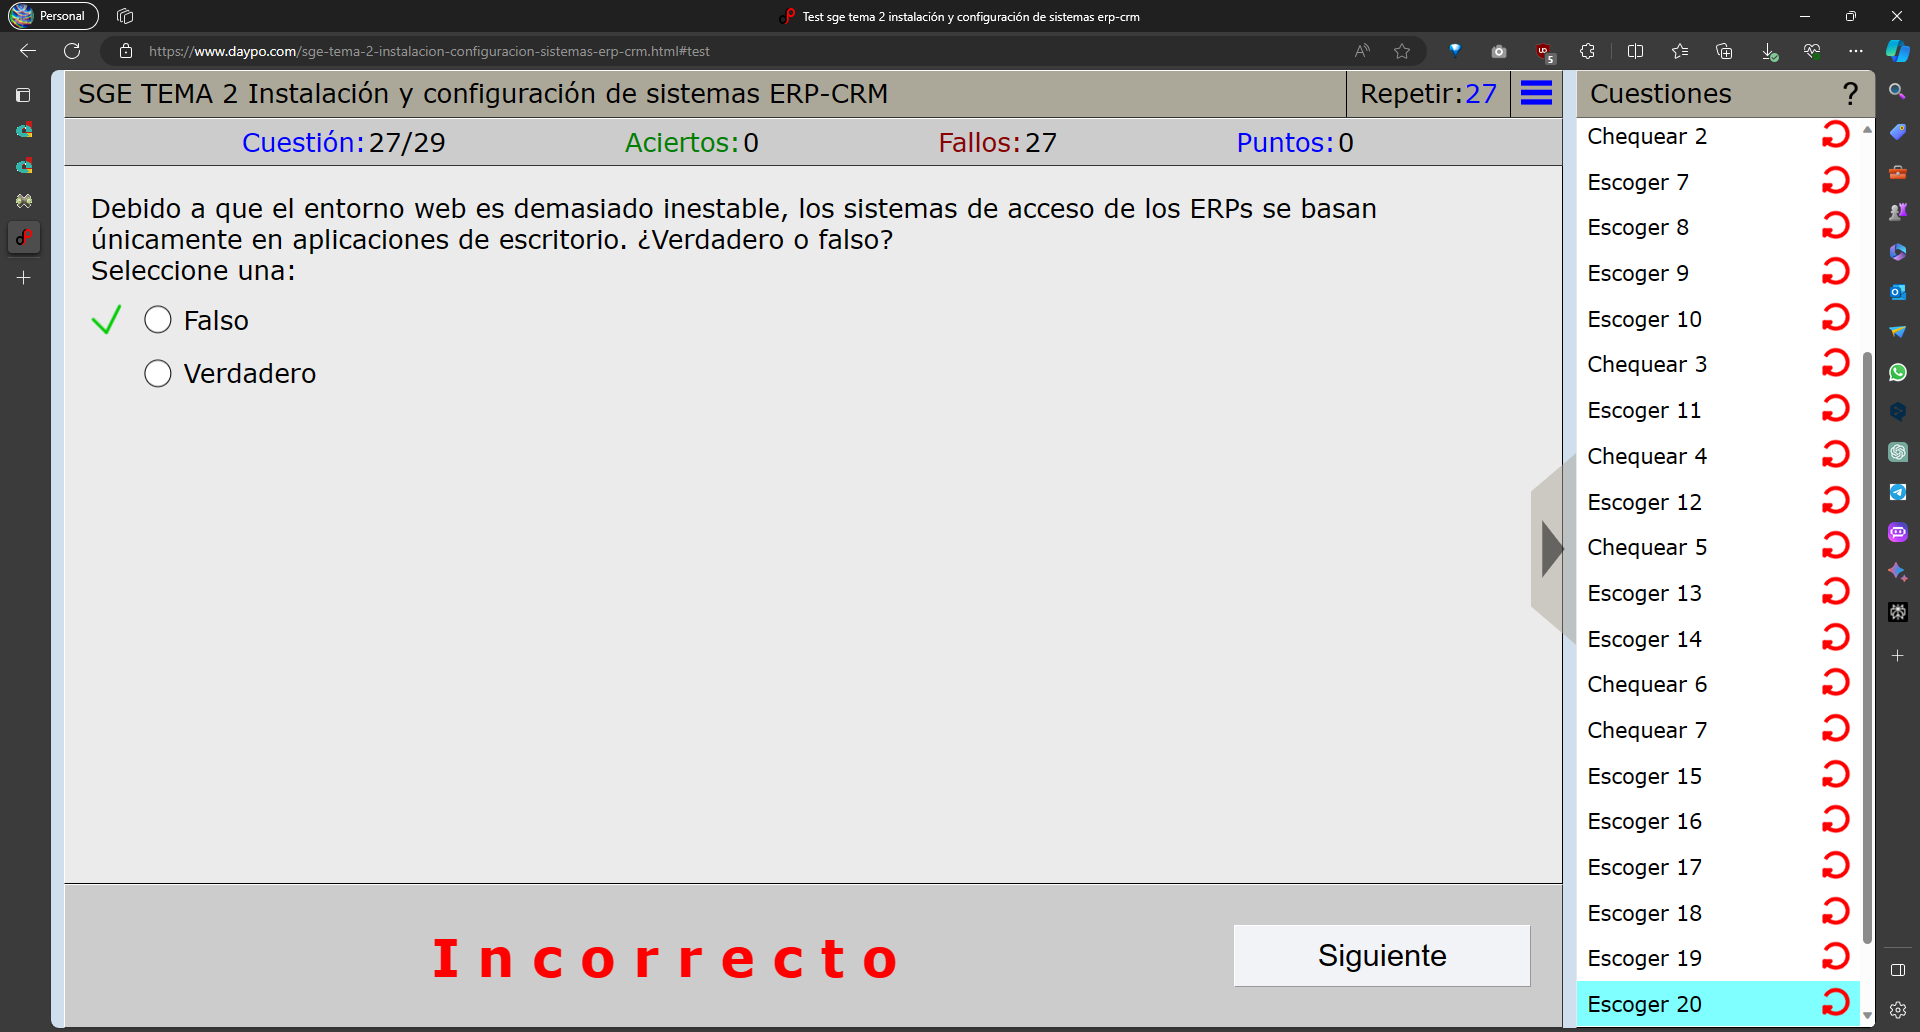 Personal
Test sge tema 2 instalación y configuración de sistemas erp-crm
https://www.daypo.com/sge-tema-2-instalacion-configuracion-sistemas-erp-crm.html#test
5
SGE TEMA 2 Instalación y configuración de sistemas ERP-CRM
Repetir:27
Cuestión:27/29
Aciertos:0
Fallos:27
Puntos:0
Debido a que el entorno web es demasiado inestable, los sistemas de acceso de los ERPs se basan
únicamente en aplicaciones de escritorio. ¿Verdadero o falso?
Seleccione una:
Falso
Verdadero
Incorrecto
Siguiente
Cuestiones
?
Chequear 2
Escoger 7
Escoger 8
Escoger 9
Escoger 10
Chequear 3
Escoger 11
Chequear 4
Escoger 12
Chequear 5
Escoger 13
Escoger 14
Chequear 6
Chequear 7
Escoger 15
Escoger 16
Escoger 17
Escoger 18
Escoger 19
Escoger 20